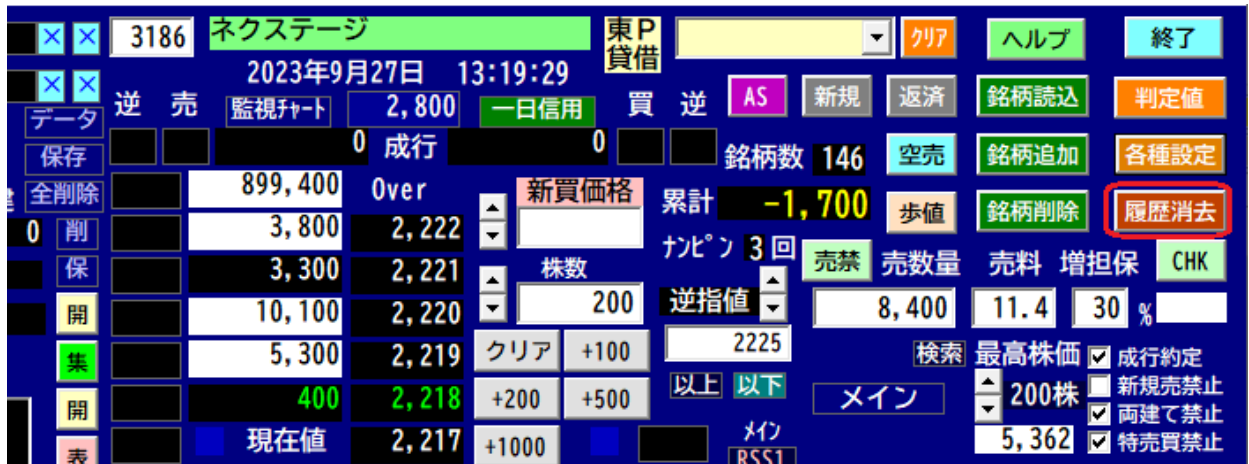 × × 3186 ネクステージ 東P 貸借 クリア ヘルプ 終了
2023年9月27日 13:19:29
× × データ 逆 売 監視ﾁｬｰﾄ 2,800 一日信用 買 逆 AS 新規 返済 銘柄読込 判定値
保存 0 成行 0 銘柄数 146 空売 銘柄追加 各種設定
全削除 899,400 Over 新買価格 累計 -1,700 歩値 銘柄削除 履歴消去
0 削 3,800 2,222 ﾅﾝﾋﾟﾝ 3回
保 3,300 2,221 株数 売禁 売数量 売料 増担保 CHK
開 10,100 2,220 200 逆指値 8,400 11.4 30 %
集 5,300 2,219 クリア +100 2225 検索 最高株価 成行約定
開 400 2,218 +200 +500 以上 以下 メイン 200株 新規売禁止
両建て禁止
表 現在値 2,217 +1000 ﾒｲﾝ 5,362 特売買禁止
RSS1